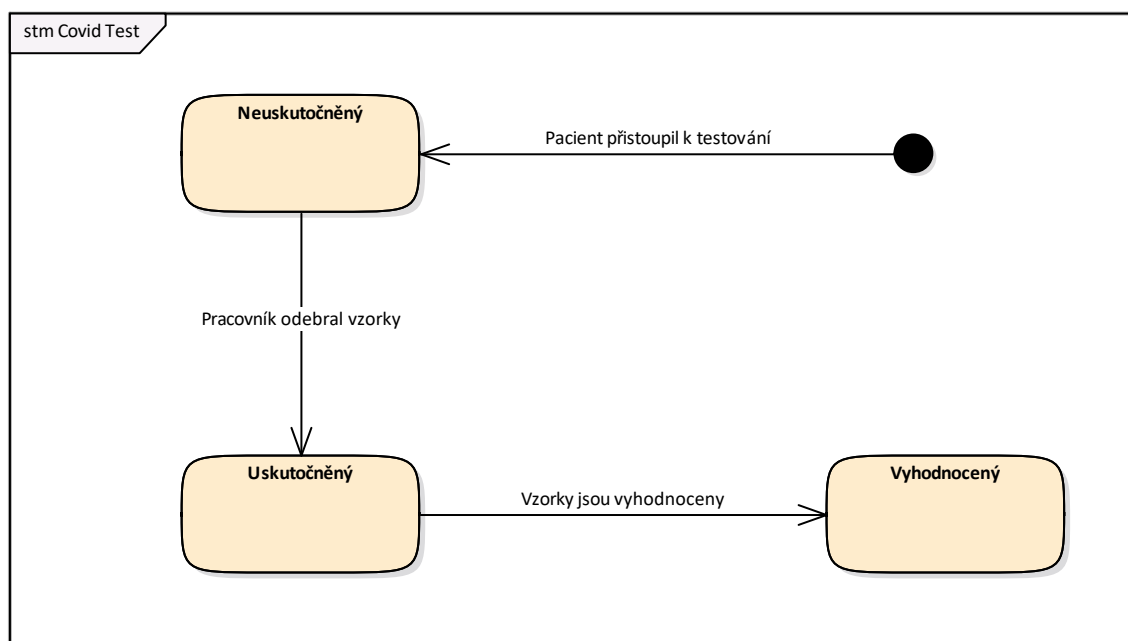 stm Covid Test
Neuskutočněný
Pacient přistoupil k testování
Pracovník odebral vzorky
Uskutočněný
Vzorky jsou vyhodnoceny
Vyhodnocený